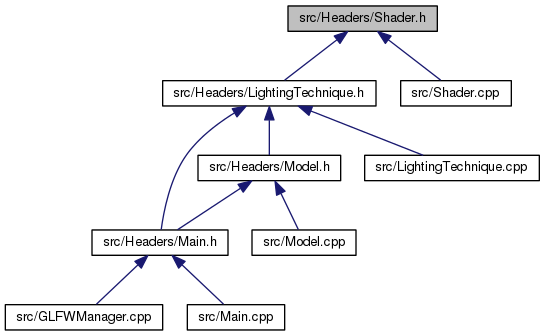 src/Headers/Shader.h
src/Headers/LightingTechnique.h
src/Shader.cpp
src/Headers/Model.h
src/LightingTechnique.cpp
src/Headers/Main.h
src/Model.cpp
src/GLFWManager.cpp
src/Main.cpp